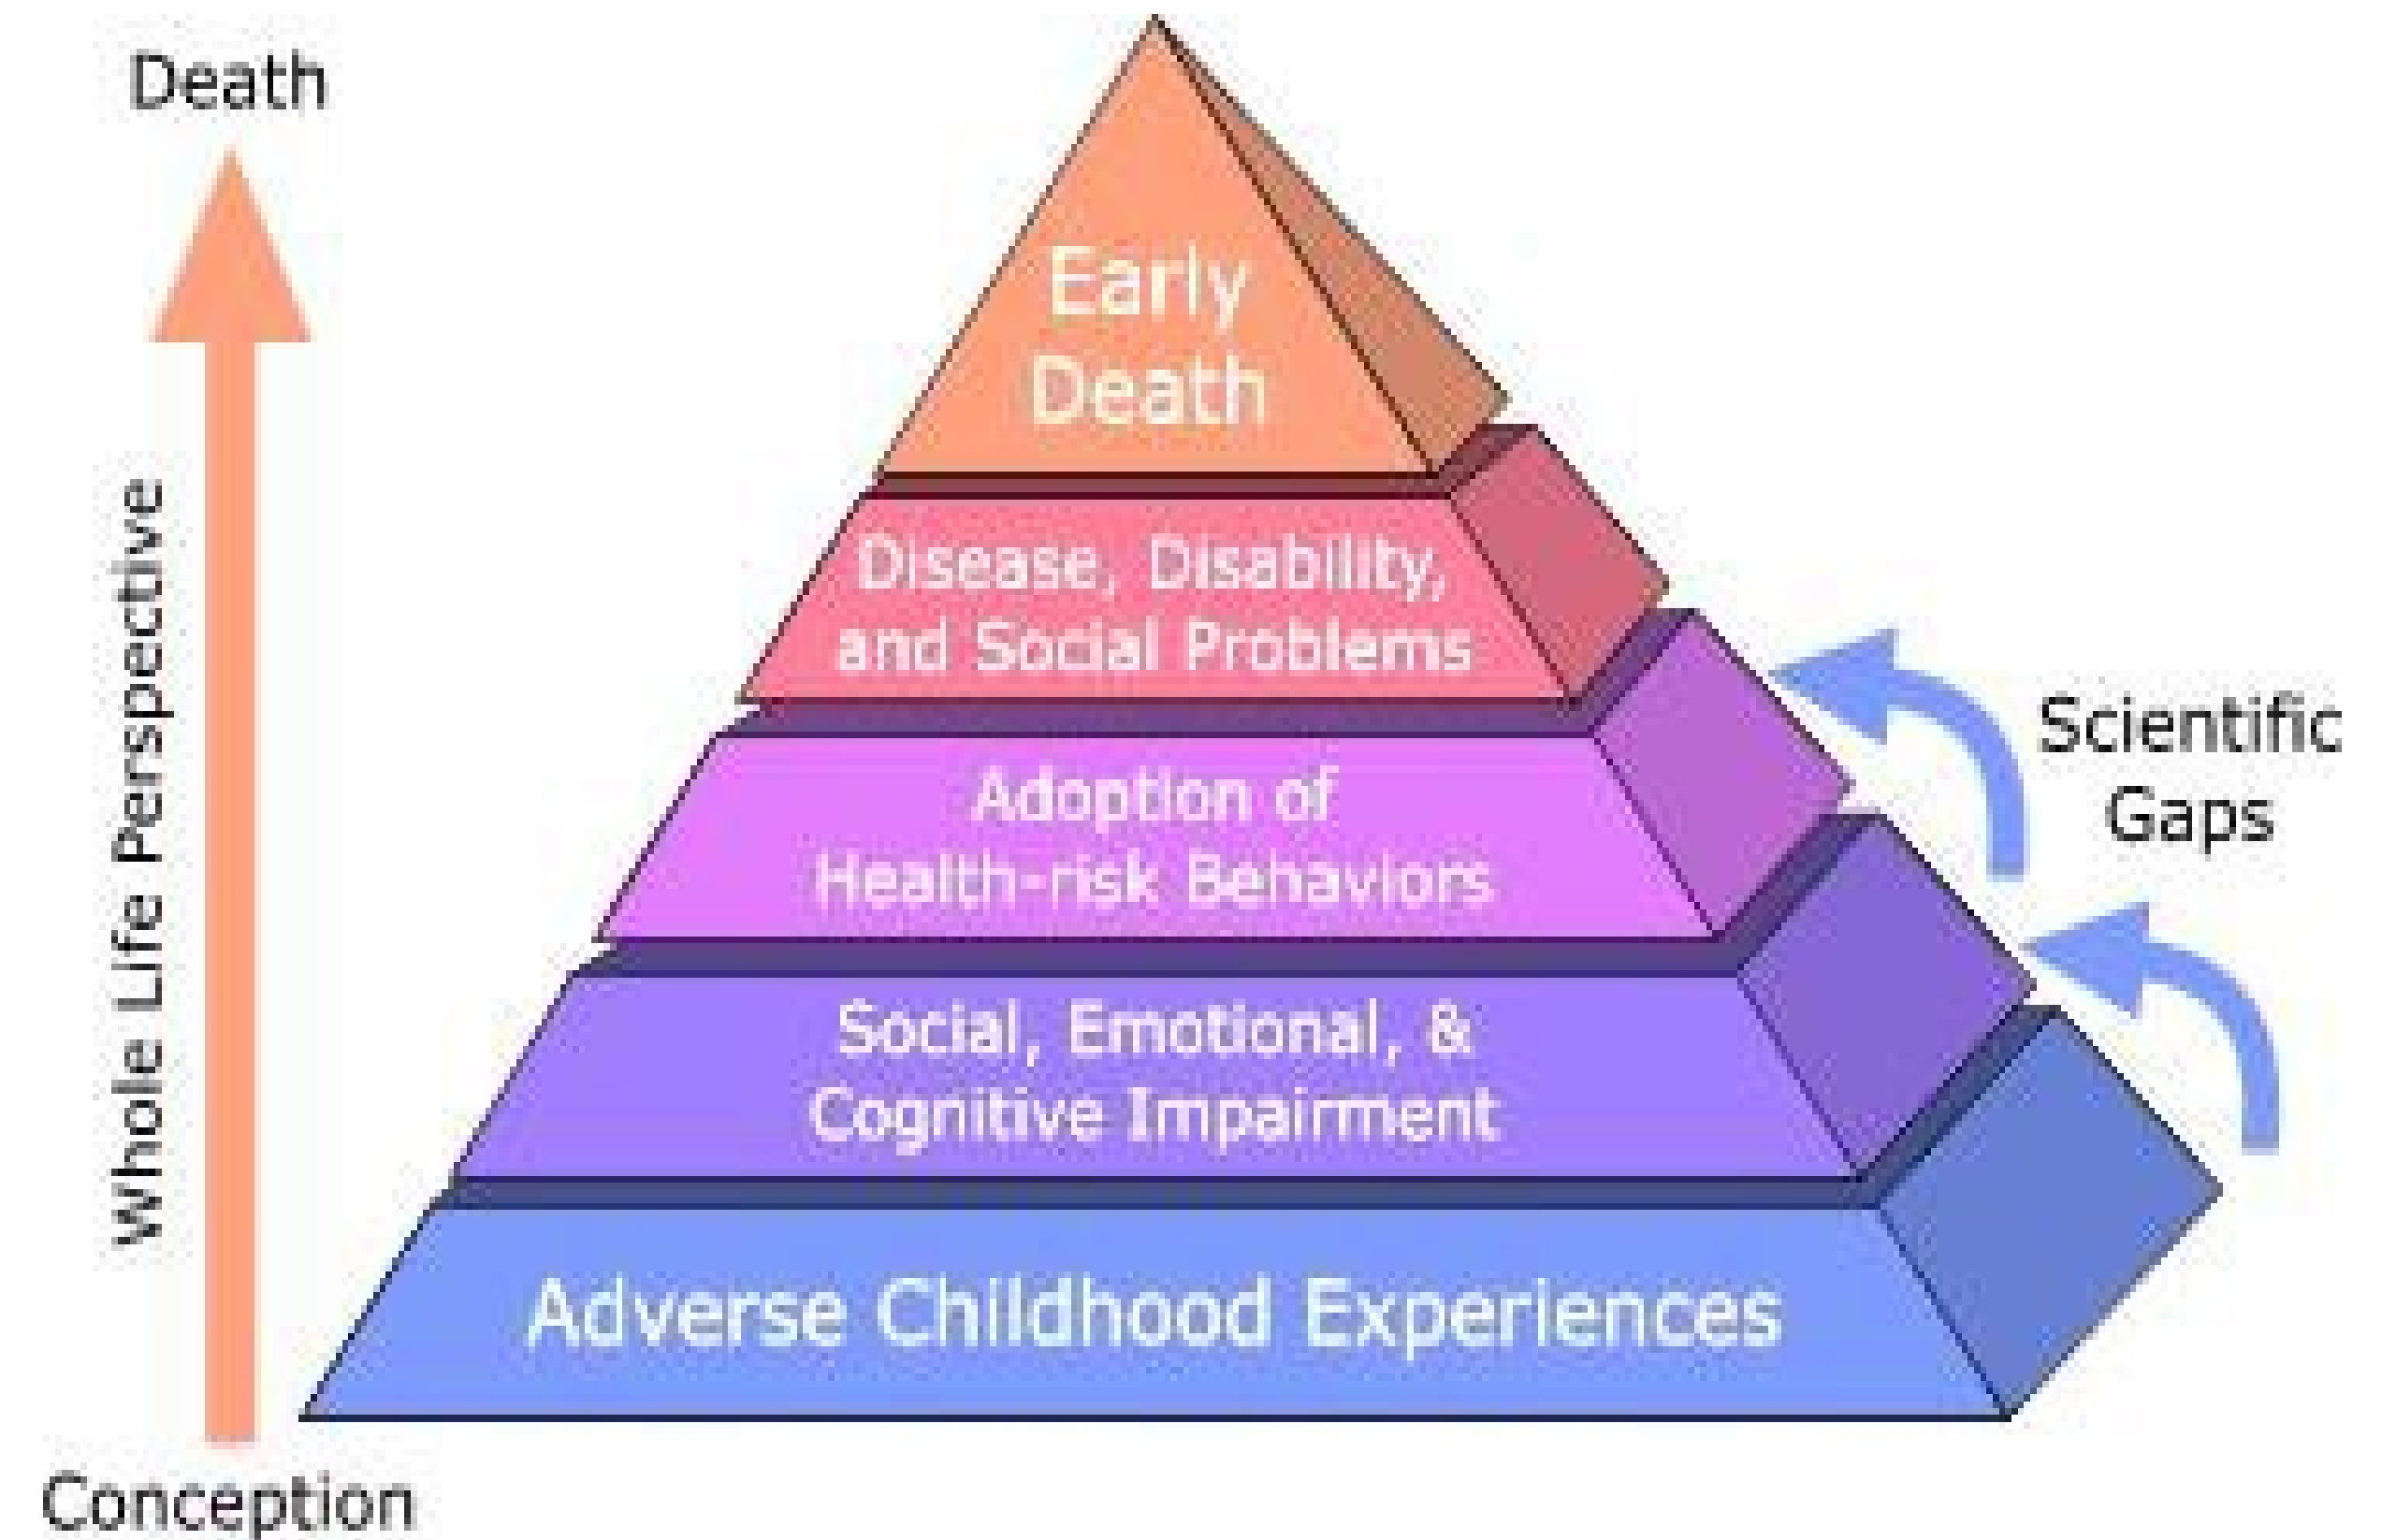 Death
Whole Life Perspective
Conception
Early
Death
Disease, Disability,
and Social Problems
Adoption of
Health-risk Behaviors
Social, Emotional, &
Cognitive Impairment
Adverse Childhood Experiences
Scientific
Gaps